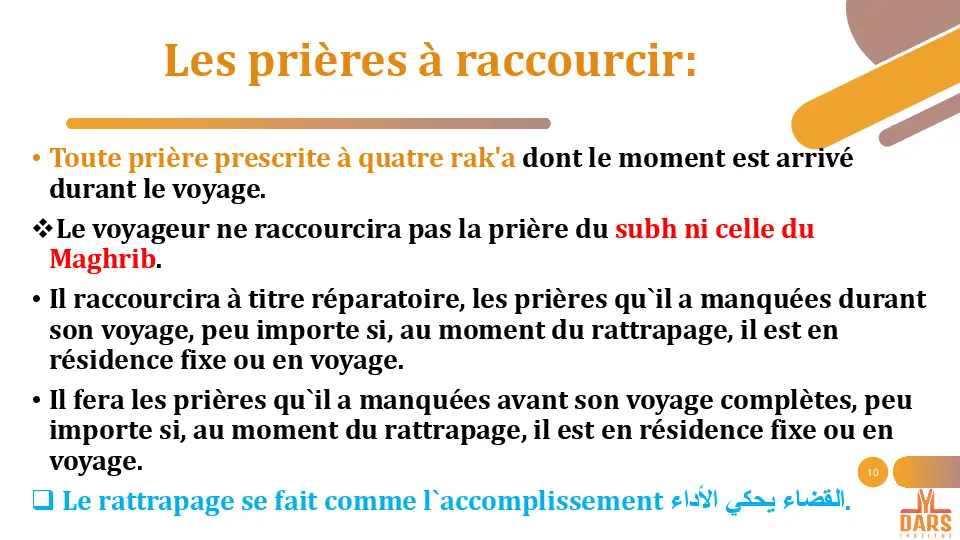 Les prières à raccourcir:
• Toute prière prescrite à quatre rak'a dont le moment est arrivé
durant le voyage.
❖Le voyageur ne raccourcira pas la prière du subh ni celle du
Maghrib.
• Il raccourcira à titre réparatoire, les prières qu`il a manquées durant
son voyage, peu importe si, au moment du rattrapage, il est en
résidence fixe ou en voyage.
• Il fera les prières qu`il a manquées avant son voyage complètes, peu
importe si, au moment du rattrapage, il est en résidence fixe ou en
voyage.
10
❑ Le rattrapage se fait comme l`accomplissement القضاء يحكي الأداء.
DARS
INSTITUT